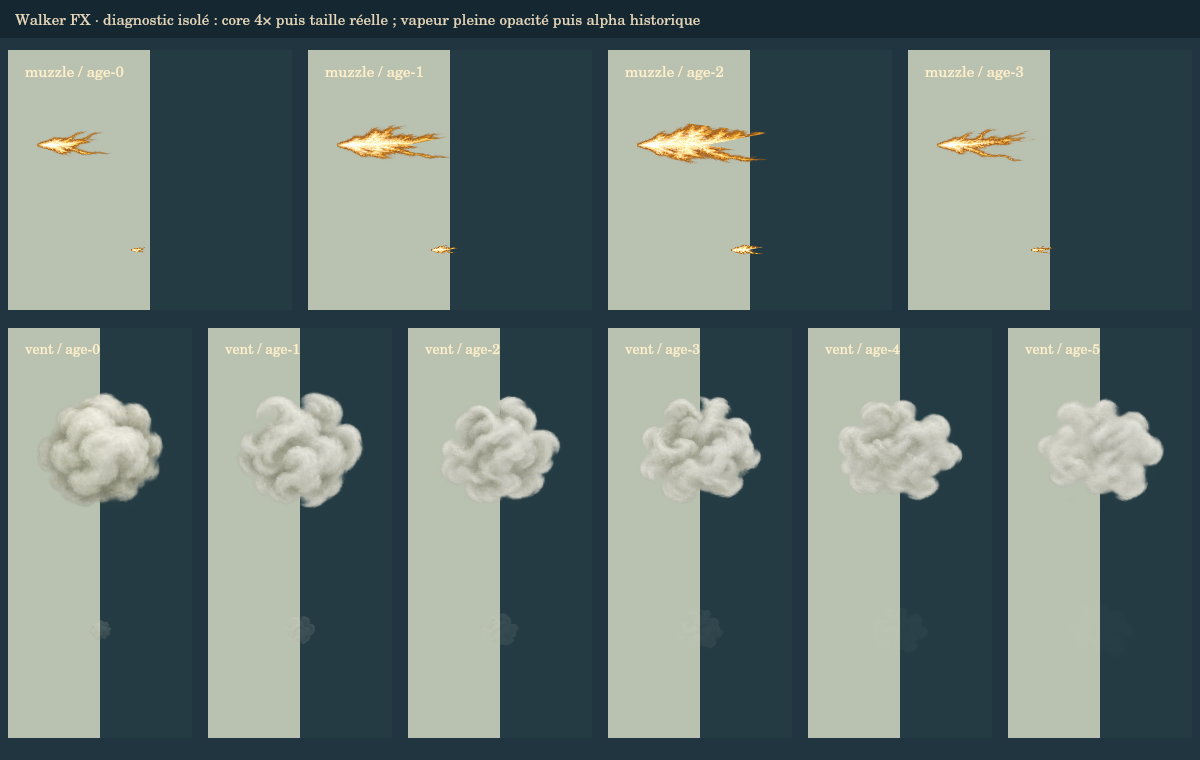 Walker FX · diagnostic isolé : core 4× puis taille réelle ; vapeur pleine opacité puis alpha historique
muzzle / age-0
muzzle / age-1
muzzle / age-2
muzzle / age-3
vent / age-0
vent / age-1
vent / age-2
vent / age-3
vent / age-4
vent / age-5